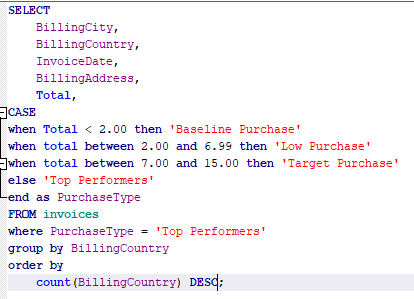 SELECT
BillingCity,
BillingCountry,
InvoiceDate,
BillingAddress,
Total,
CASE
when Total < 2.00 then 'Baseline Purchase'
when total between 2.00 and 6.99 then 'Low Purchase'
when total between 7.00 and 15.00 then 'Target Purchase'
else 'Top Performers'
end as PurchaseType
FROM invoices
where PurchaseType = 'Top Performers'
group by BillingCountry
order by
count(BillingCountry) DESC;